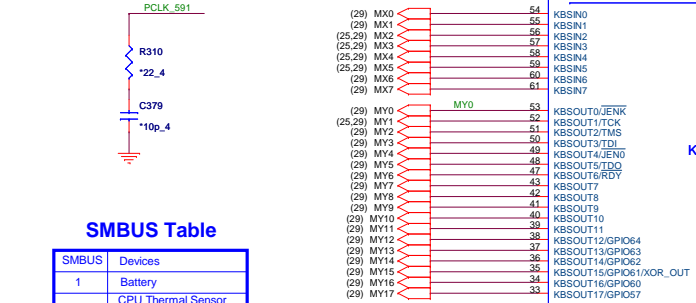 PCLK_591
R310
*22_4
C379
*10p_4
SMBUS Table
SMBUS Devices
1 Battery
CPU Thermal Sensor
(29) MX0 54 KBSIN0
(29) MX1 55 KBSIN1
(25,29) MX2 56 KBSIN2
(25,29) MX3 57 KBSIN3
(25,29) MX4 58 KBSIN4
(25,29) MX5 59 KBSIN5
(29) MX6 60 KBSIN6
(29) MX7 61 KBSIN7
(29) MY0 MY0 53 KBSOUT0/JENK
(25,29) MY1 52 KBSOUT1/TCK
(29) MY2 51 KBSOUT2/TMS
(29) MY3 50 KBSOUT3/TDI
(29) MY4 49 KBSOUT4/JEN0
(29) MY5 48 KBSOUT5/TDO
(29) MY6 47 KBSOUT6/RDY
(29) MY7 43 KBSOUT7
(29) MY8 42 KBSOUT8
(29) MY9 41 KBSOUT9
(29) MY10 40 KBSOUT10
(29) MY11 39 KBSOUT11
(29) MY12 38 KBSOUT12/GPIO64
(29) MY13 37 KBSOUT13/GPIO63
(29) MY14 36 KBSOUT14/GPIO62
(29) MY15 35 KBSOUT15/GPIO61/XOR_OUT
(29) MY16 34 KBSOUT16/GPIO60
(29) MY17 33 KBSOUT17/GPIO57
K